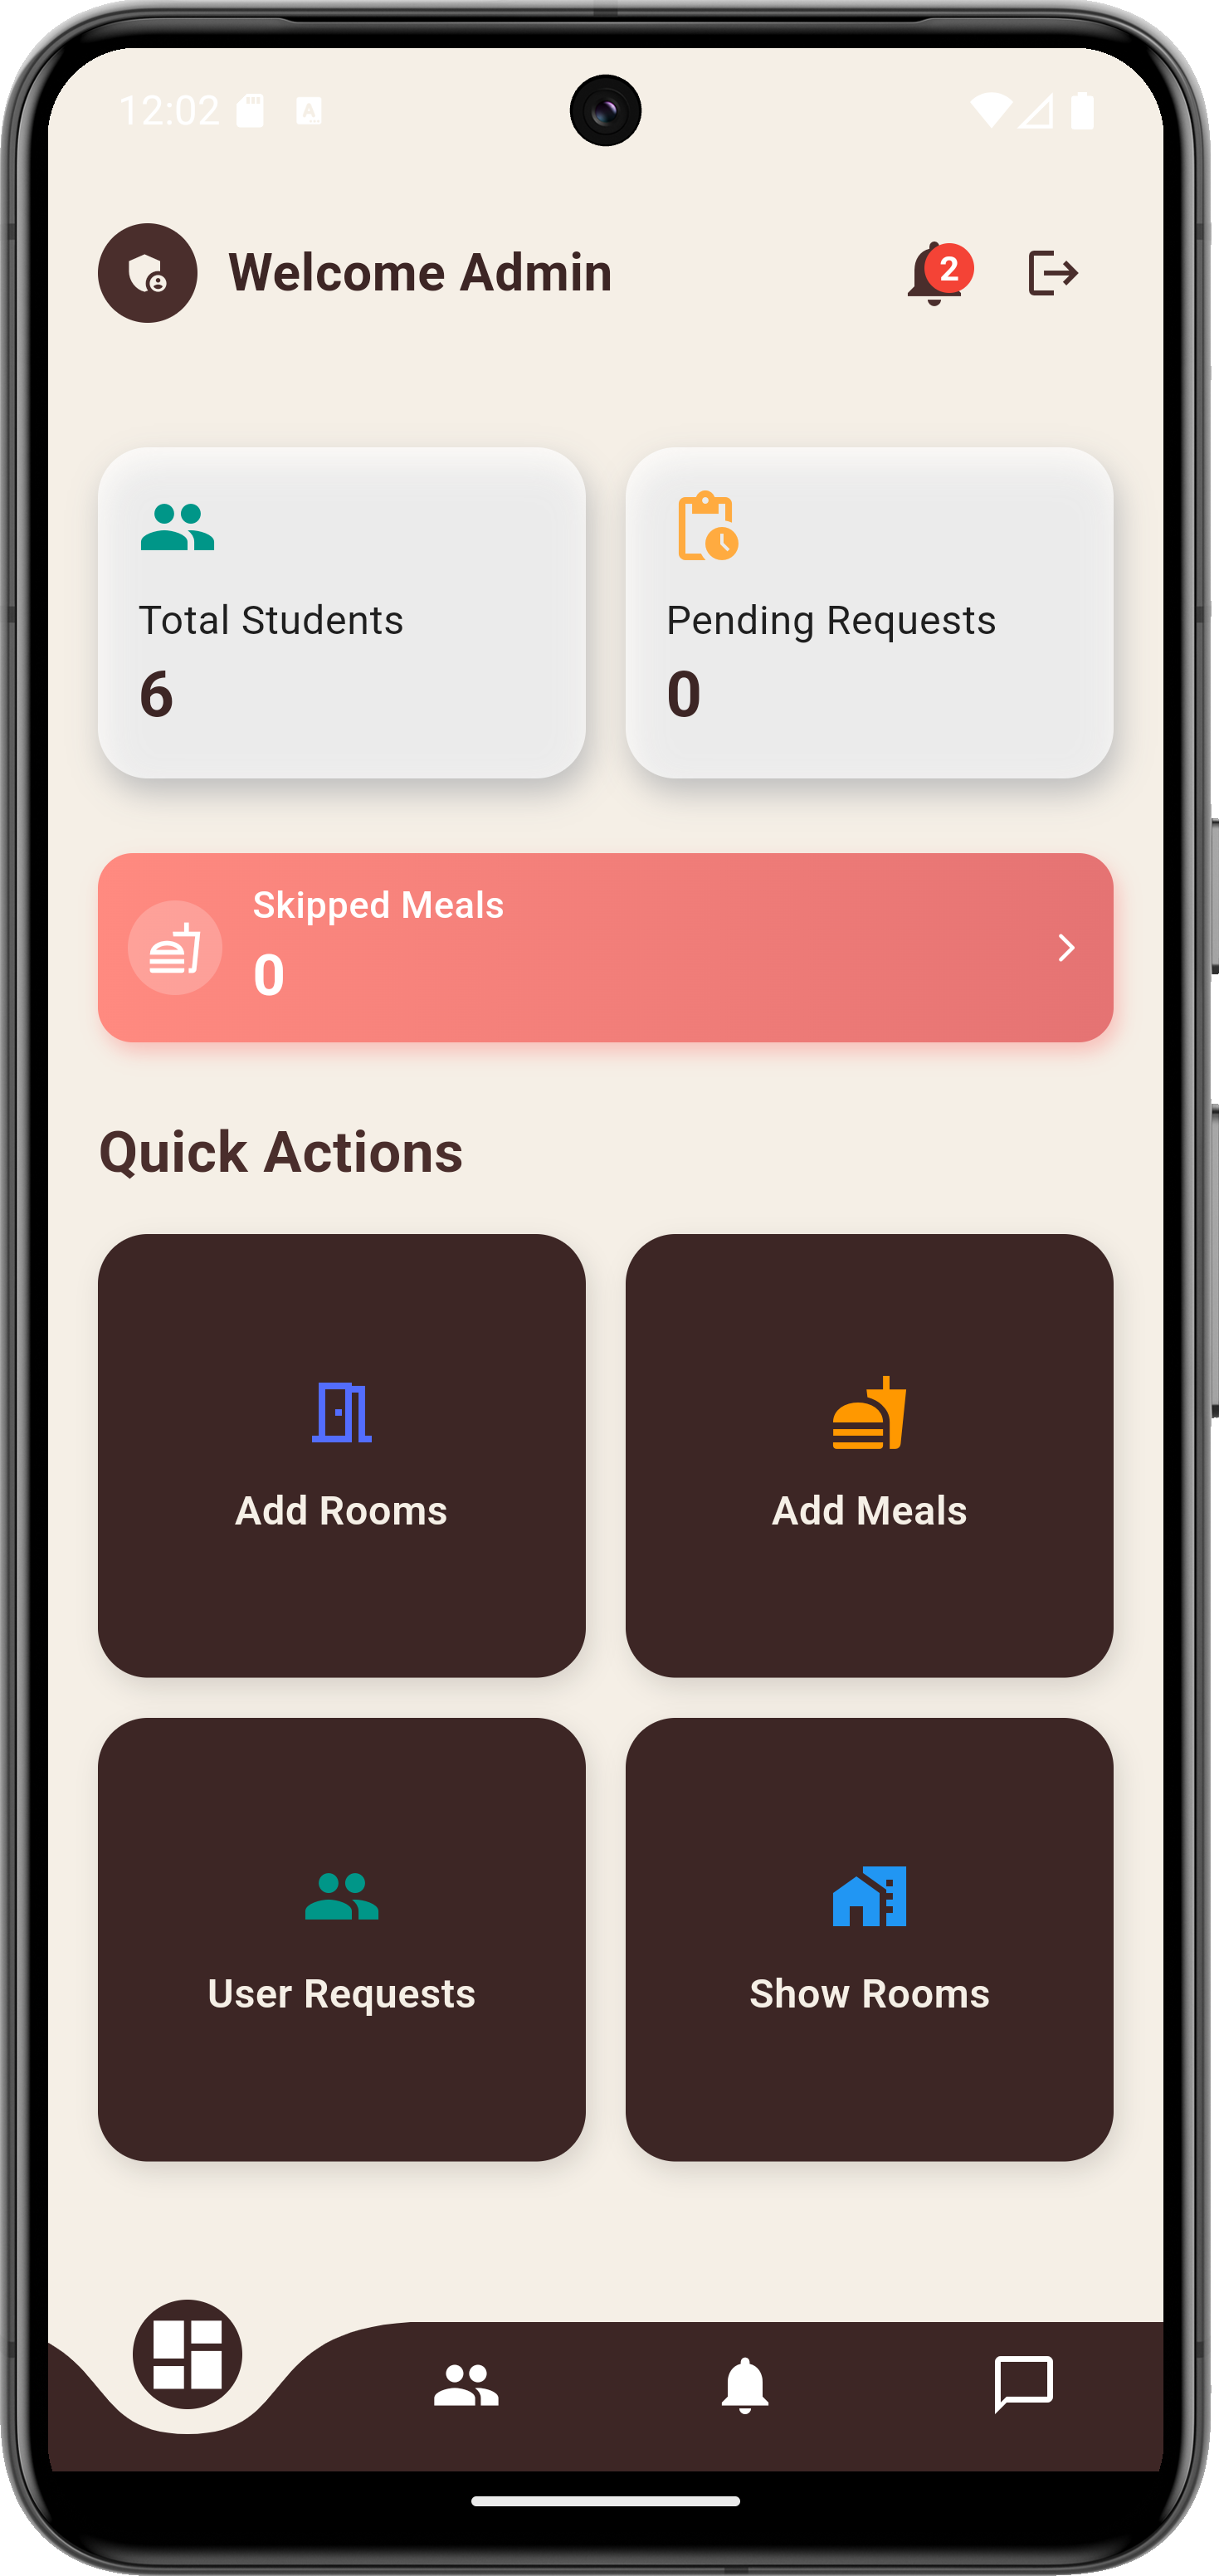 12:02
Welcome Admin
2
Total Students
6
Pending Requests
0
Skipped Meals
0
Quick Actions
Add Rooms
Add Meals
User Requests
Show Rooms